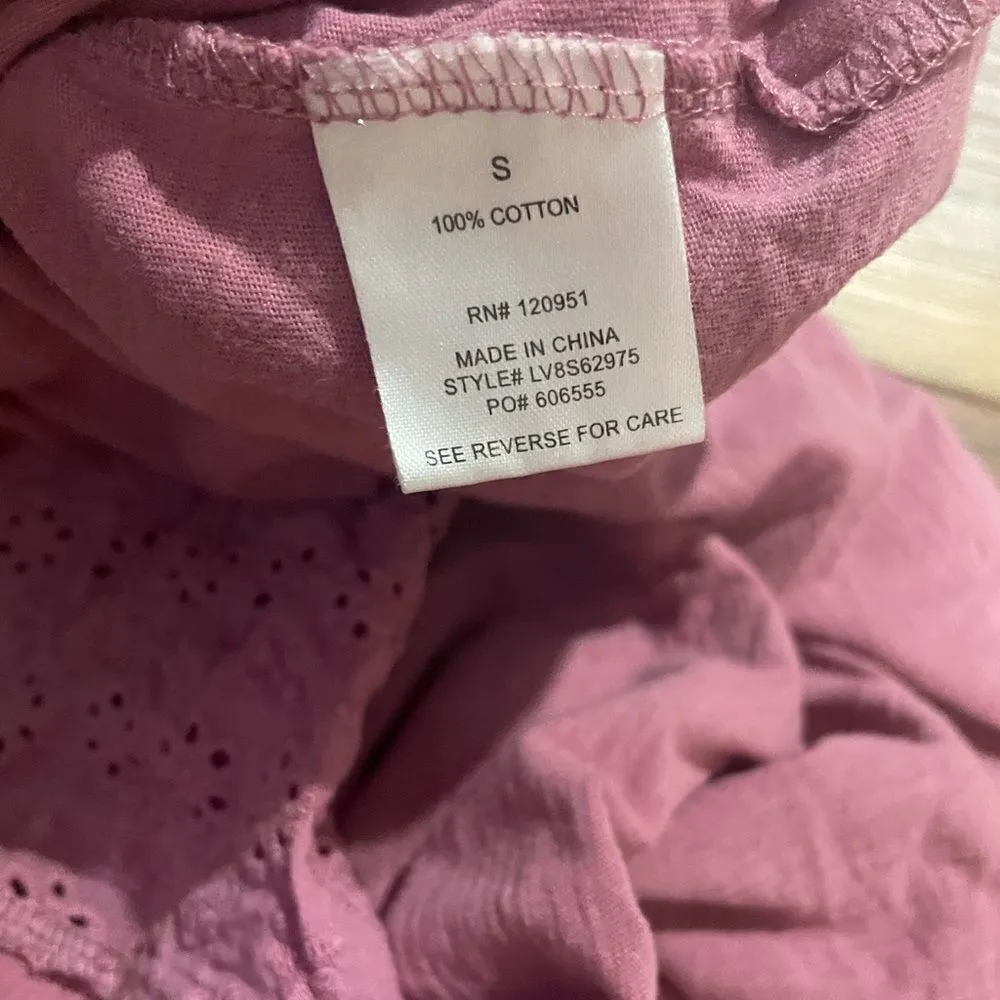 S
100% COTTON
RN# 120951
MADE IN CHINA
STYLE# LV8S62975
PO# 606555
SEE REVERSE FOR CARE